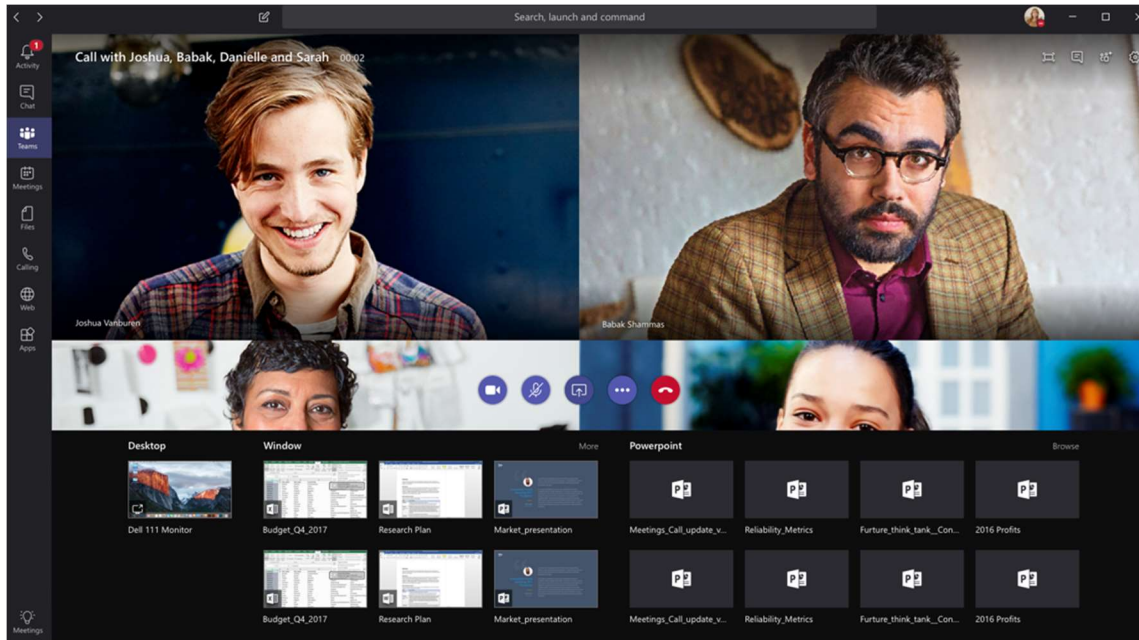 Search, launch and command
1
Activity
Chat
Teams
Meetings
Files
Calling
Web
Apps
Meetings
Call with Joshua, Babak, Danielle and Sarah 00:02
Joshua Vanburen
Babak Shammas
Desktop
Dell 111 Monitor
Window More
Budget_Q4_2017 Research Plan Market_presentation
Budget_Q4_2017 Research Plan Market_presentation
Powerpoint Browse
Meetings_Call_update_v... Reliability_Metrics Furture_think_tank__Con... 2016 Profits
Meetings_Call_update_v... Reliability_Metrics Furture_think_tank__Con... 2016 Profits